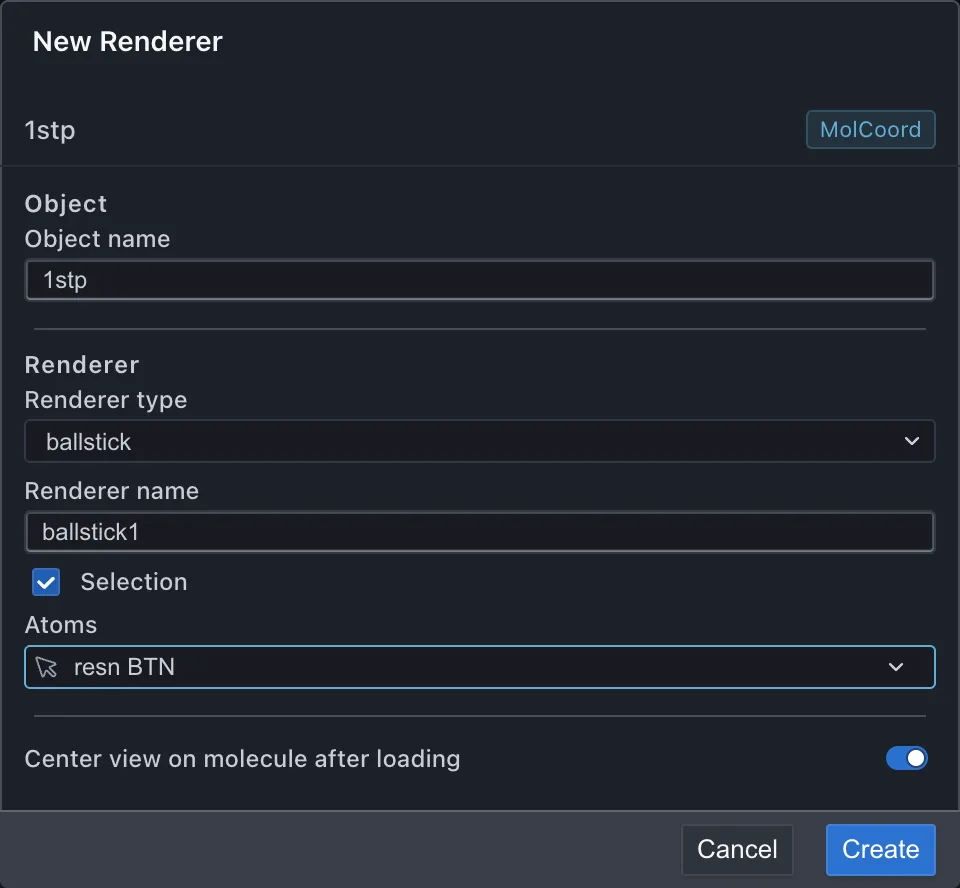 New Renderer
1stp
MolCoord
Object
Object name
1stp
Renderer
Renderer type
ballstick
Renderer name
ballstick1
Selection
Atoms
resn BTN
Center view on molecule after loading
Cancel
Create